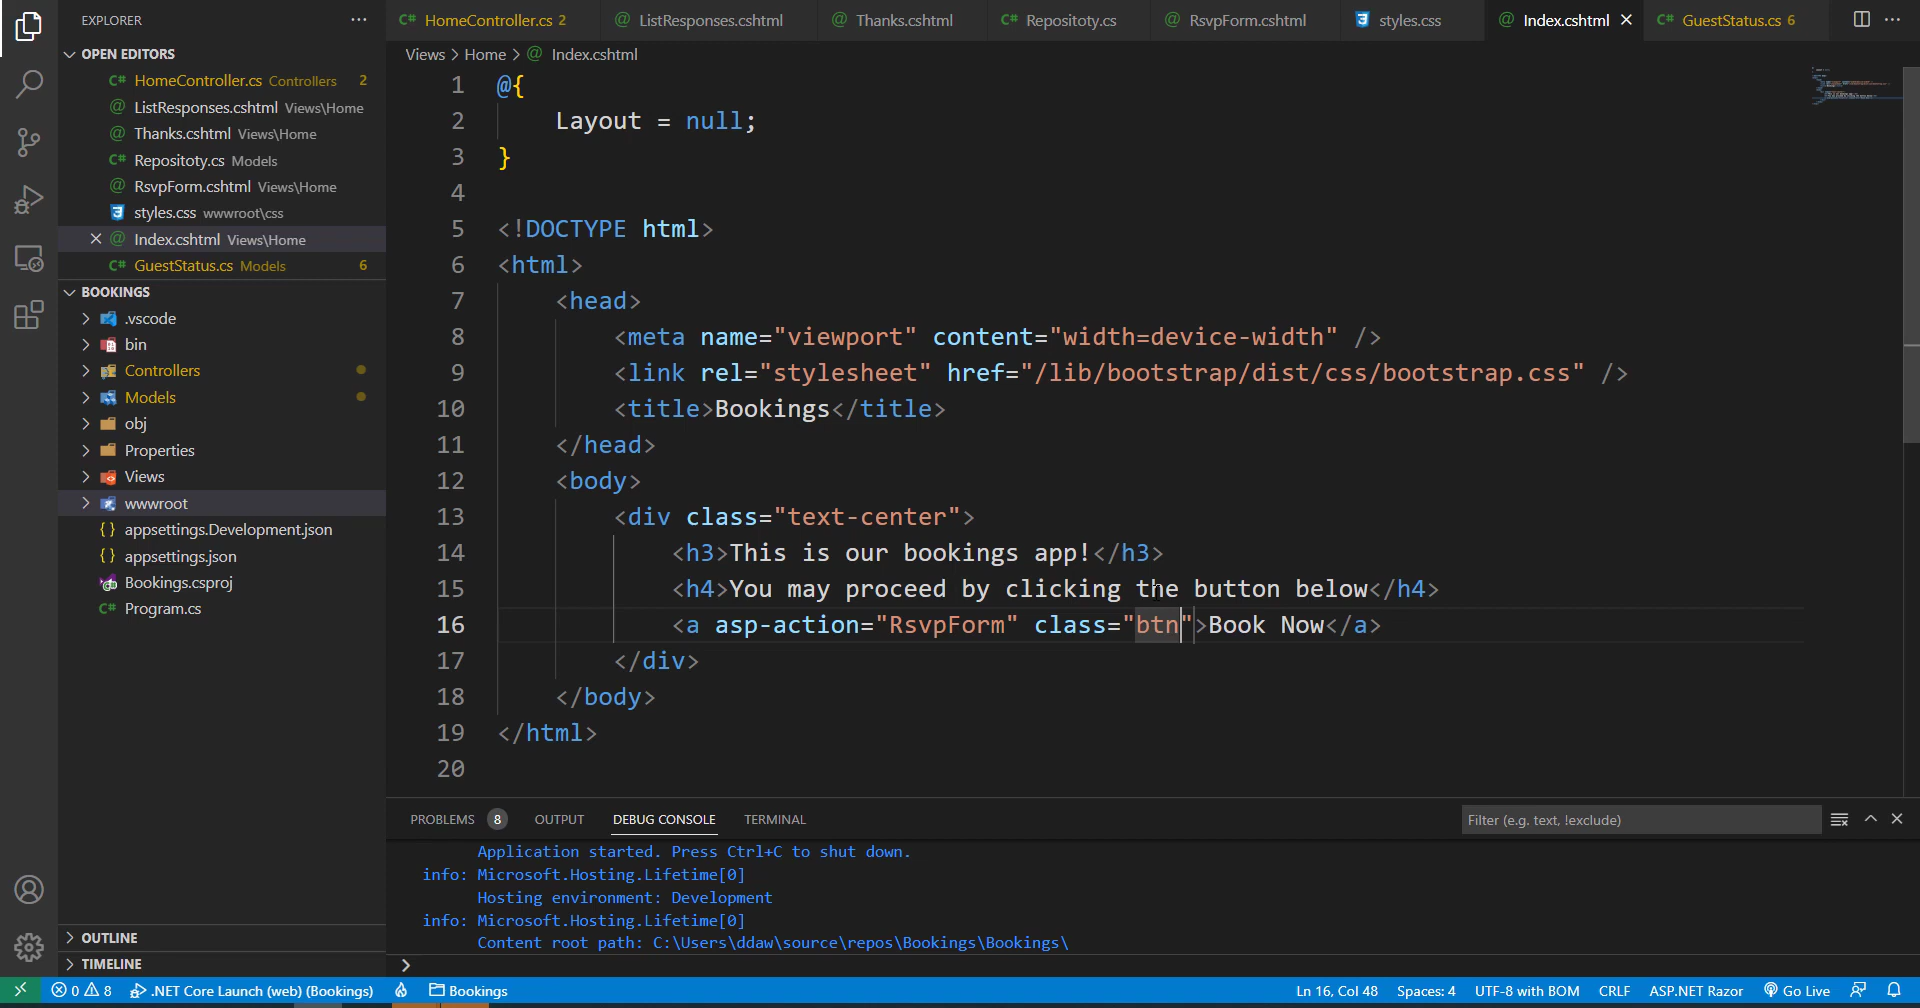 EXPLORER ...
OPEN EDITORS
C# HomeController.cs Controllers 2
@ ListResponses.cshtml Views\Home
@ Thanks.cshtml Views\Home
C# Repositoty.cs Models
@ RsvpForm.cshtml Views\Home
styles.css wwwroot\css
@ Index.cshtml Views\Home
C# GuestStatus.cs Models 6
BOOKINGS
.vscode
bin
Controllers
Models
obj
Properties
Views
wwwroot
{} appsettings.Development.json
{} appsettings.json
Bookings.csproj
C# Program.cs
OUTLINE
TIMELINE
C# HomeController.cs 2 @ ListResponses.cshtml @ Thanks.cshtml C# Repositoty.cs @ RsvpForm.cshtml styles.css @ Index.cshtml C# GuestStatus.cs 6 ...
Views > Home > @ Index.cshtml
1 @{
2 Layout = null;
3 }
4
5 <!DOCTYPE html>
6 <html>
7 <head>
8 <meta name="viewport" content="width=device-width" />
9 <link rel="stylesheet" href="/lib/bootstrap/dist/css/bootstrap.css" />
10 <title>Bookings</title>
11 </head>
12 <body>
13 <div class="text-center">
14 <h3>This is our bookings app!</h3>
15 <h4>You may proceed by clicking the button below</h4>
16 <a asp-action="RsvpForm" class="btn">Book Now</a>
17 </div>
18 </body>
19 </html>
20
PROBLEMS 8 OUTPUT DEBUG CONSOLE TERMINAL Filter (e.g. text, !exclude)
Application started. Press Ctrl+C to shut down.
info: Microsoft.Hosting.Lifetime[0]
Hosting environment: Development
info: Microsoft.Hosting.Lifetime[0]
Content root path: C:\Users\ddaw\source\repos\Bookings\Bookings\
0 8 .NET Core Launch (web) (Bookings) Bookings Ln 16, Col 48 Spaces: 4 UTF-8 with BOM CRLF ASP.NET Razor Go Live